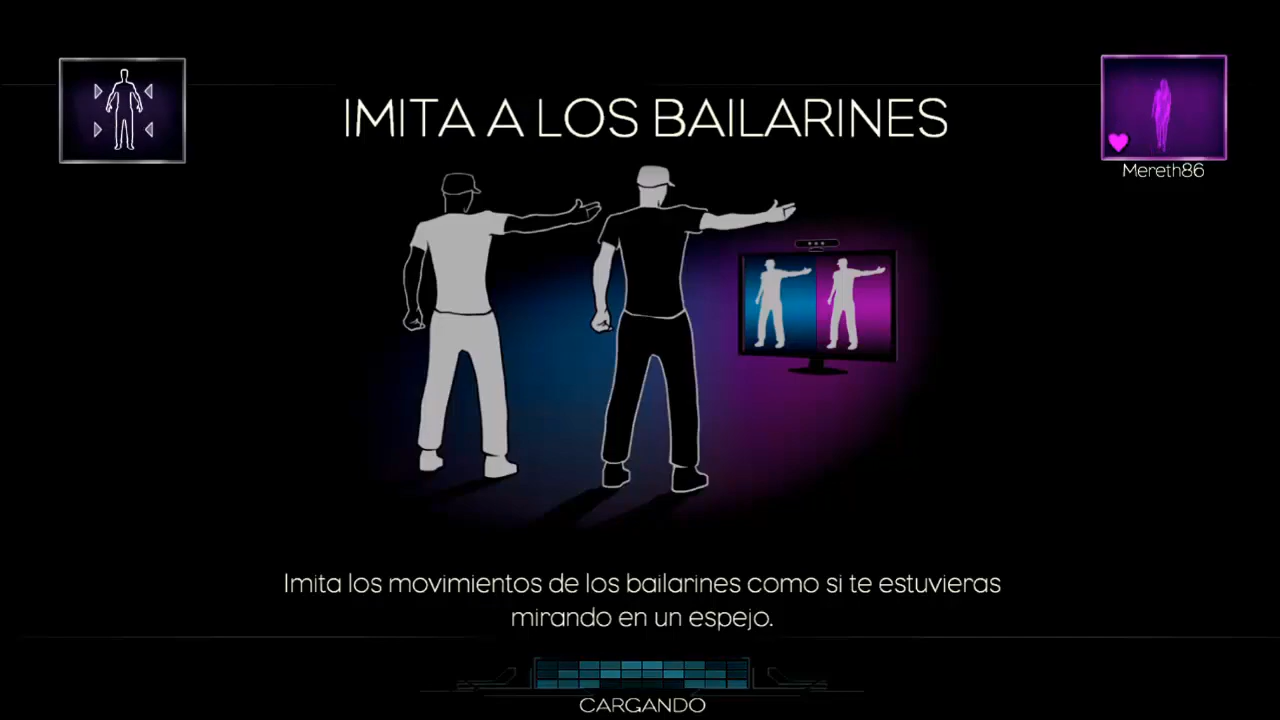 IMITA A LOS BAILARINES
Mereth86
Imita los movimientos de los bailarines como si te estuvieras
mirando en un espejo.
CARGANDO